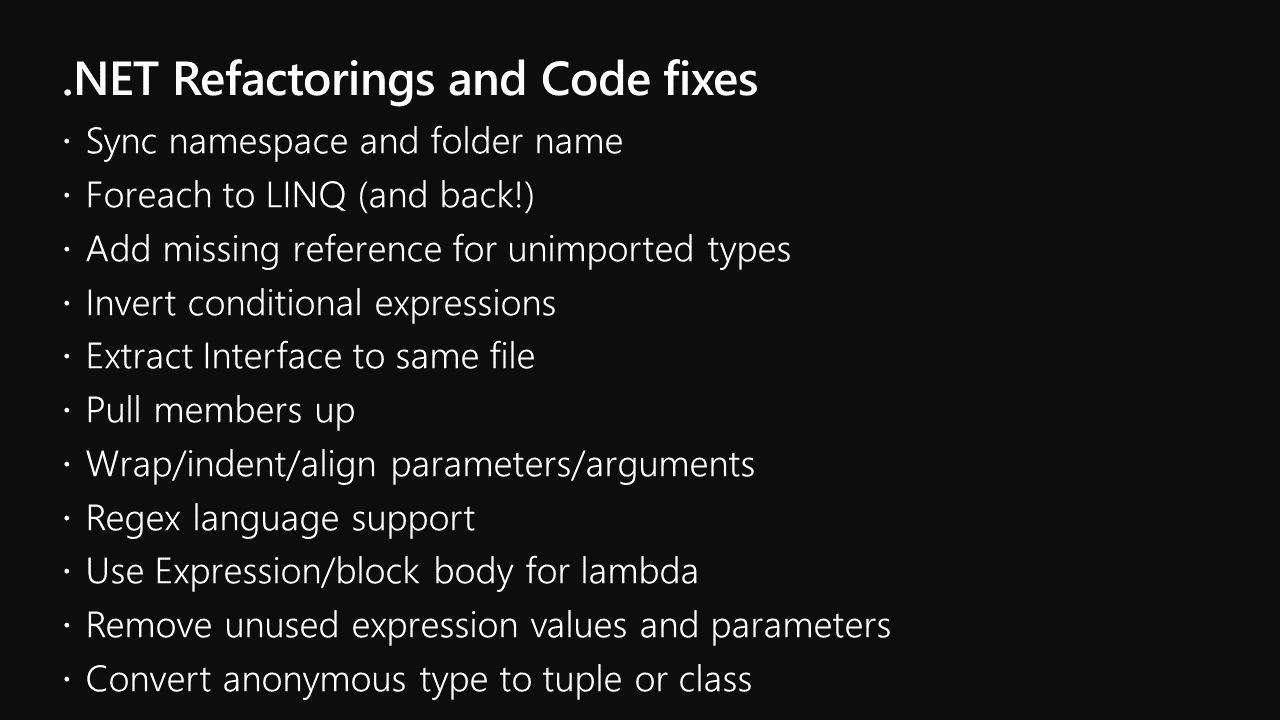 .NET Refactorings and Code fixes
· Sync namespace and folder name
· Foreach to LINQ (and back!)
· Add missing reference for unimported types
· Invert conditional expressions
· Extract Interface to same file
· Pull members up
· Wrap/indent/align parameters/arguments
· Regex language support
· Use Expression/block body for lambda
· Remove unused expression values and parameters
· Convert anonymous type to tuple or class